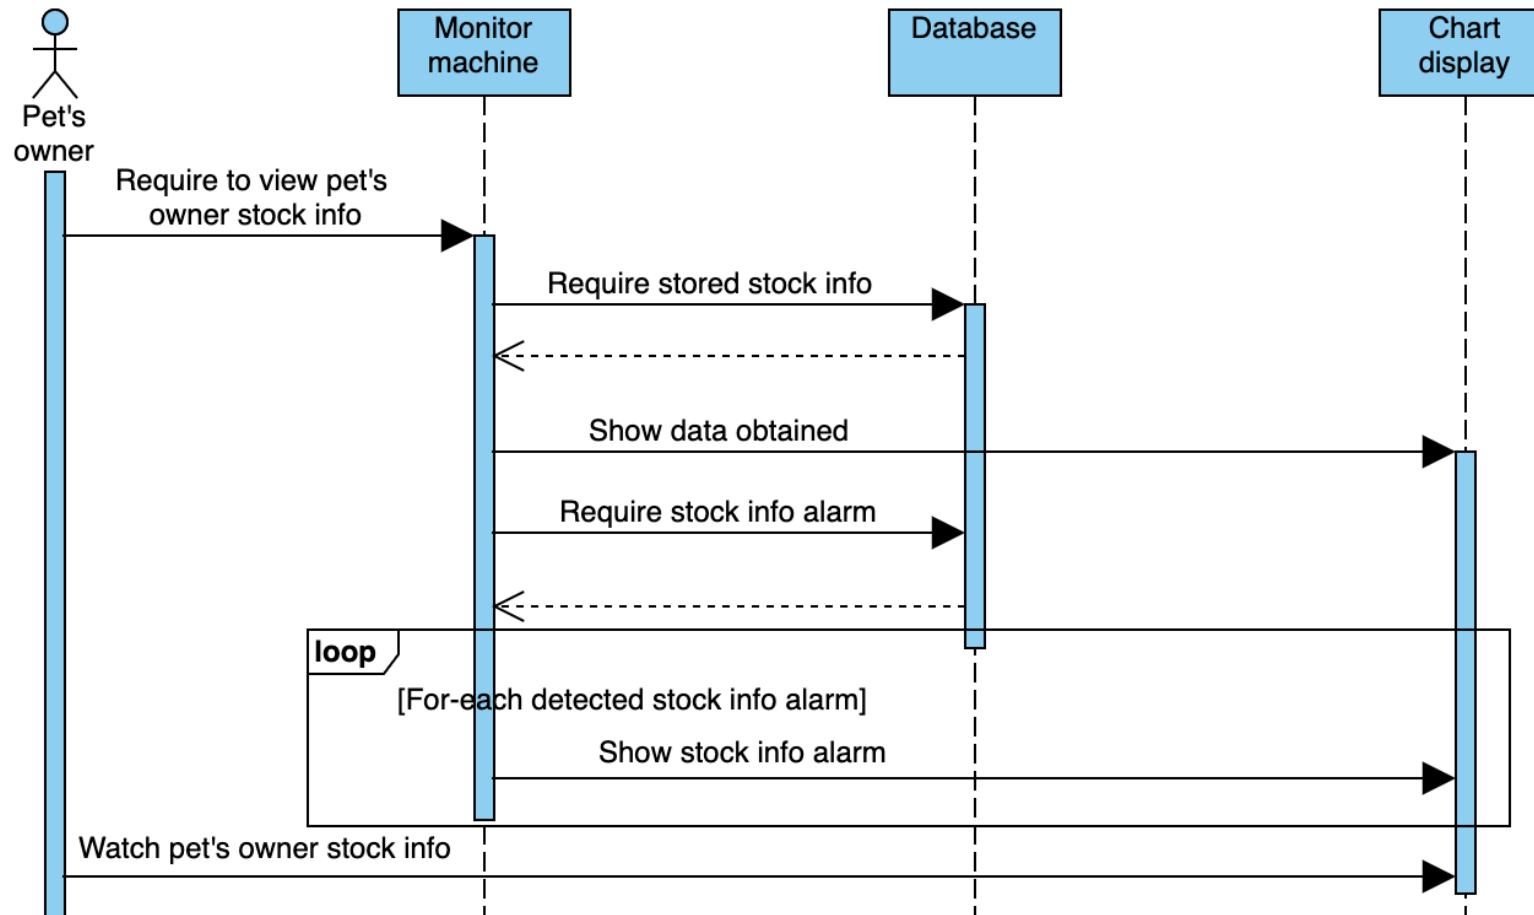 Monitor
machine
Database
Chart
display
Pet's
owner
Require to view pet's
owner stock info
Require stored stock info
Show data obtained
Require stock info alarm
loop
[For-each detected stock info alarm]
Show stock info alarm
Watch pet's owner stock info